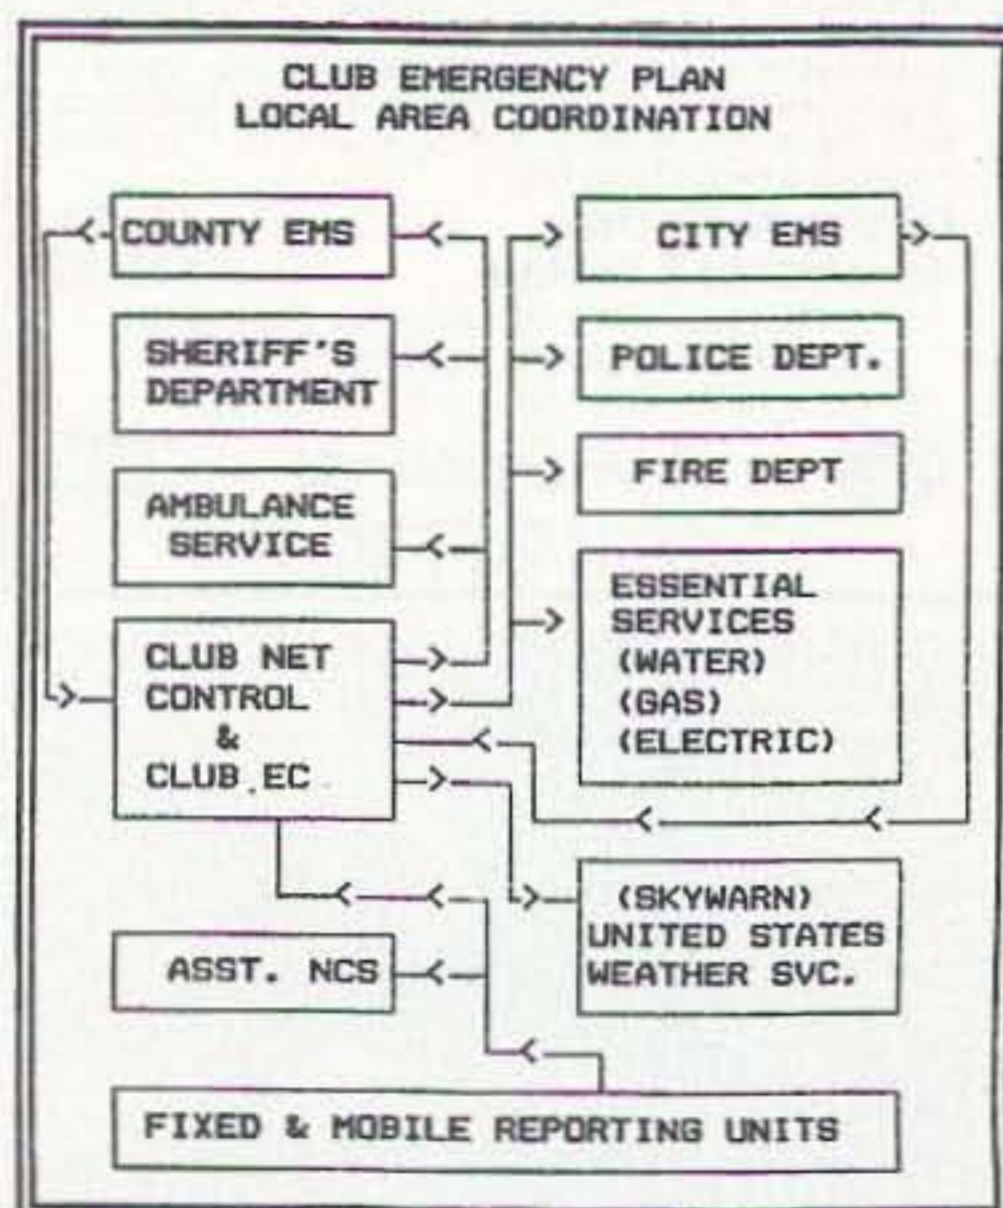 CLUB EMERGENCY PLAN
LOCAL AREA COORDINATION
COUNTY EMS
CITY EMS
SHERIFF'S
DEPARTMENT
POLICE DEPT.
AMBULANCE
SERVICE
FIRE DEPT
ESSENTIAL
SERVICES
(WATER)
(GAS)
(ELECTRIC)
CLUB NET
CONTROL
&
CLUB EC
(SKYWARN)
UNITED STATES
WEATHER SVC.
ASST. NCS
FIXED & MOBILE REPORTING UNITS